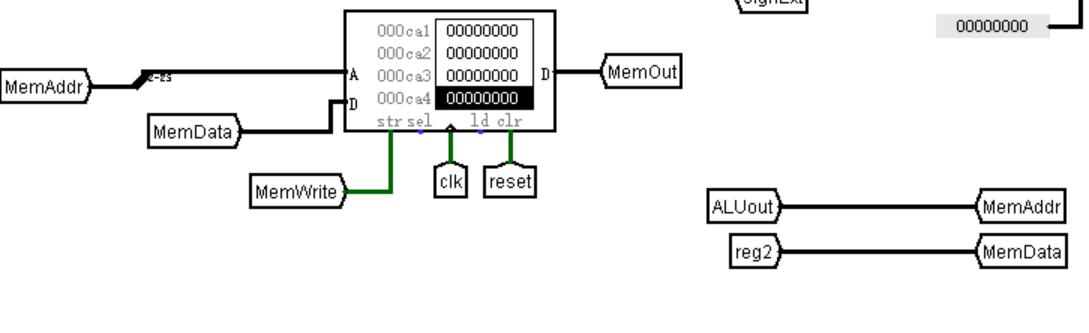 signExt
00000000
000ca1 00000000
000ca2 00000000
MemAddr A 000ca3 00000000 D MemOut
MemData D 000ca4 00000000
str sel ld clr
MemWrite clk reset
ALUout MemAddr
reg2 MemData